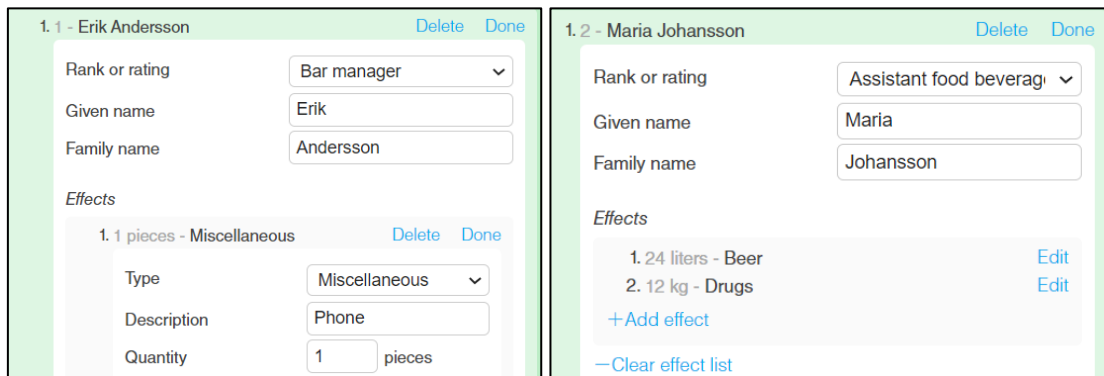 1. 1 - Erik Andersson Delete Done
Rank or rating Bar manager
Given name Erik
Family name Andersson
Effects
1. 1 pieces - Miscellaneous Delete Done
Type Miscellaneous
Description Phone
Quantity 1 pieces
1. 2 - Maria Johansson Delete Done
Rank or rating Assistant food beverag
Given name Maria
Family name Johansson
Effects
1. 24 liters - Beer Edit
2. 12 kg - Drugs Edit
+Add effect
—Clear effect list